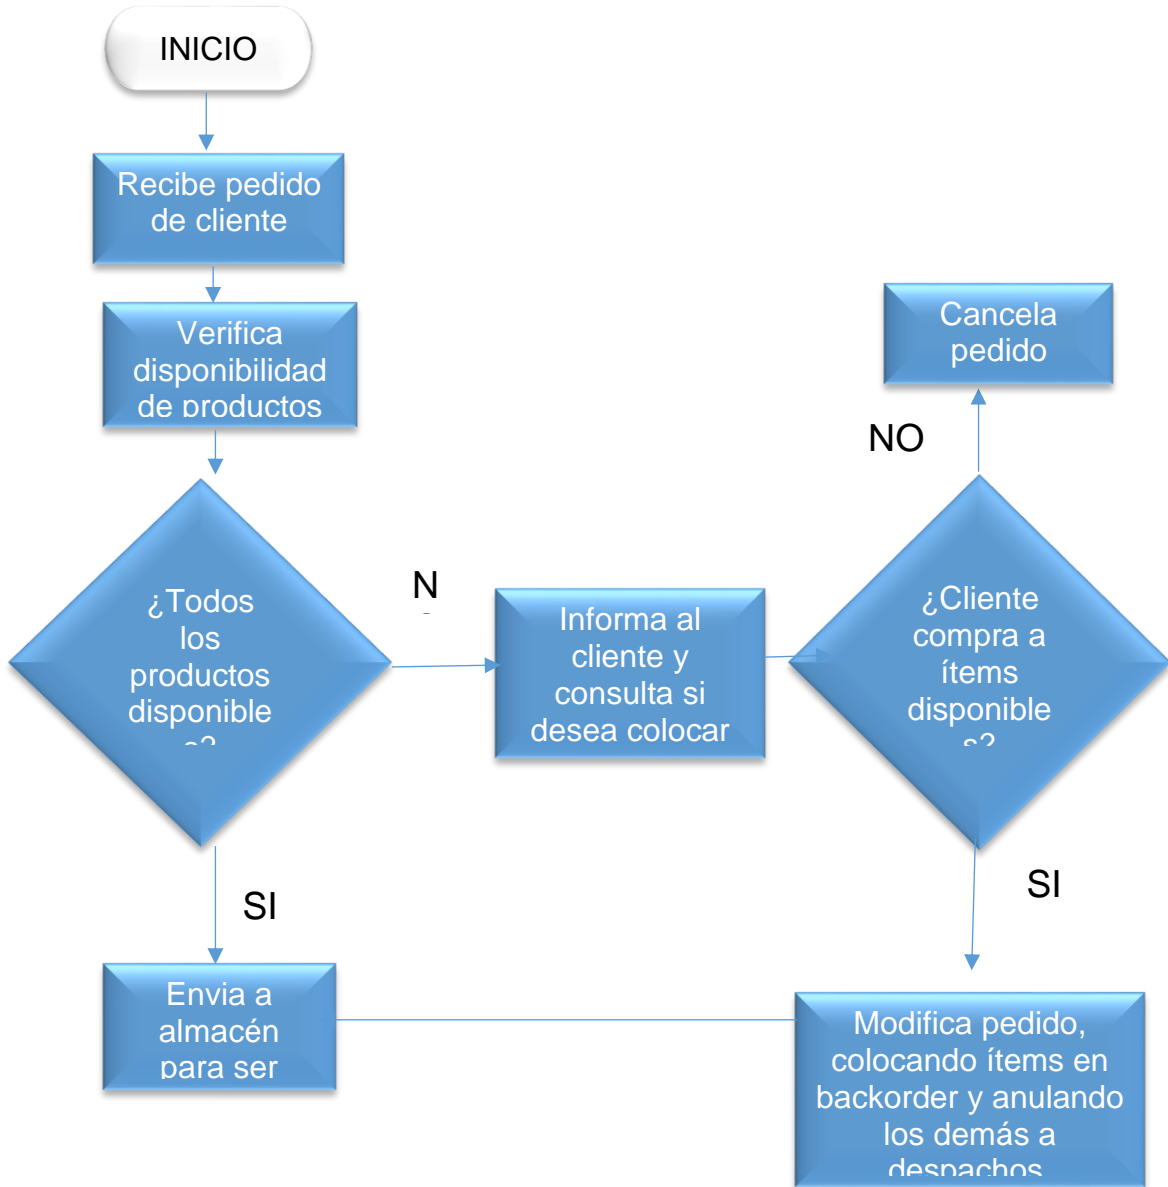 INICIO
Recibe pedido
de cliente
Verifica
disponibilidad
de productos
Cancela
pedido
NO
¿Todos
los
productos
disponible
s?
N
Informa al
cliente y
consulta si
desea colocar
¿Cliente
compra a
ítems
disponible
s?
SI
SI
Envia a
almacén
para ser
Modifica pedido,
colocando ítems en
backorder y anulando
los demás a
despachos